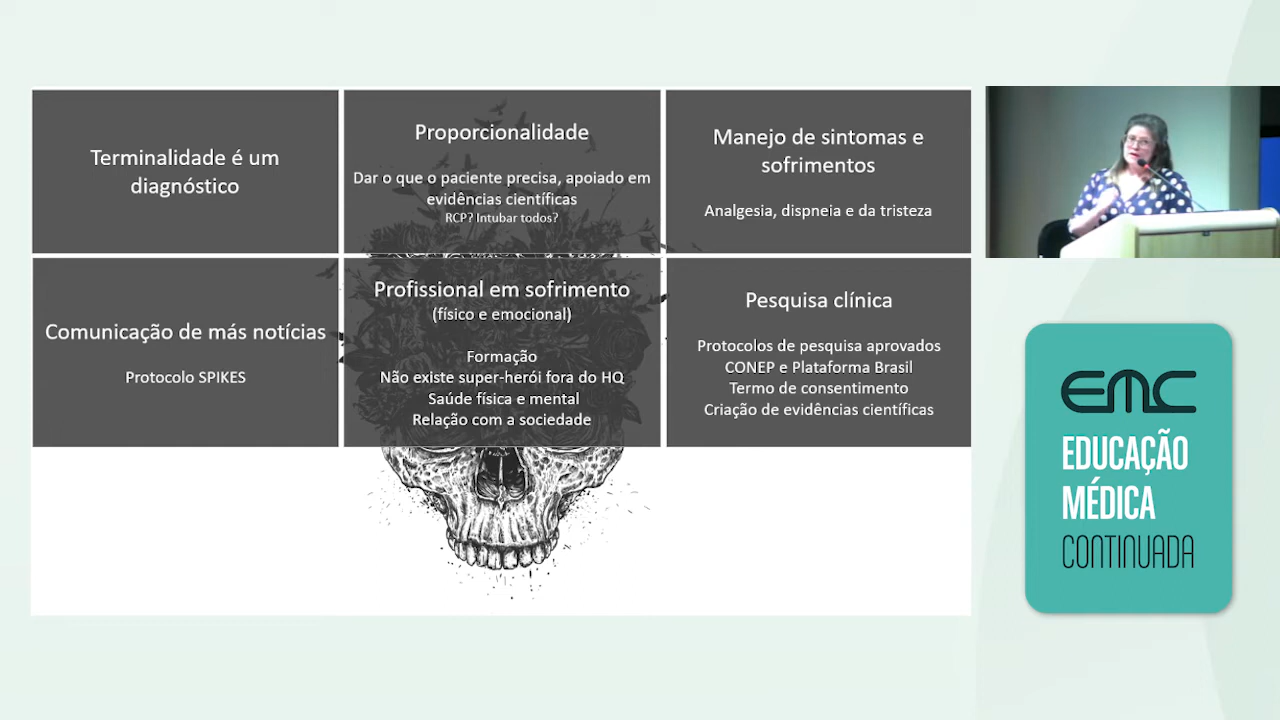 Terminalidade é um
diagnóstico
Proporcionalidade
Dar o que o paciente precisa, apoiado em
evidências científicas
RCP? Intubar todos?
Manejo de sintomas e
sofrimentos
Analgesia, dispneia e da tristeza
Comunicação de más notícias
Protocolo SPIKES
Profissional em sofrimento
(físico e emocional)
Formação
Não existe super-herói fora do HQ
Saúde física e mental
Relação com a sociedade
Pesquisa clínica
Protocolos de pesquisa aprovados
CONEP e Plataforma Brasil
Termo de consentimento
Criação de evidências científicas
EMC
EDUCAÇÃO
MÉDICA
CONTINUADA